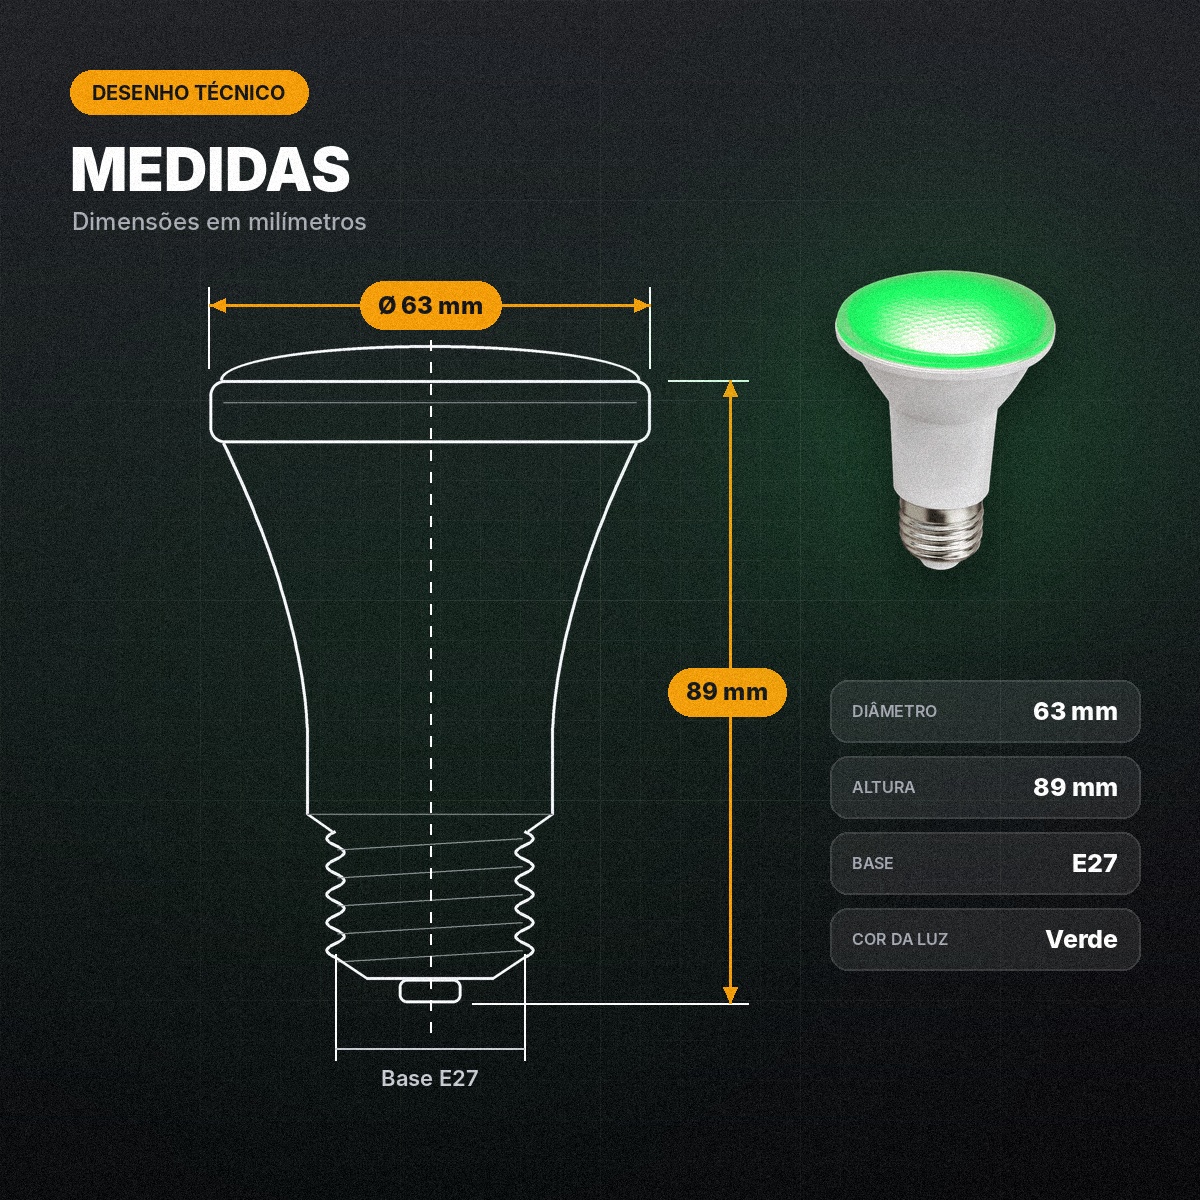 DESENHO TÉCNICO
MEDIDAS
Dimensões em milímetros
Ø 63 mm
89 mm
DIÂMETRO 63 mm
ALTURA 89 mm
BASE E27
COR DA LUZ Verde
Base E27